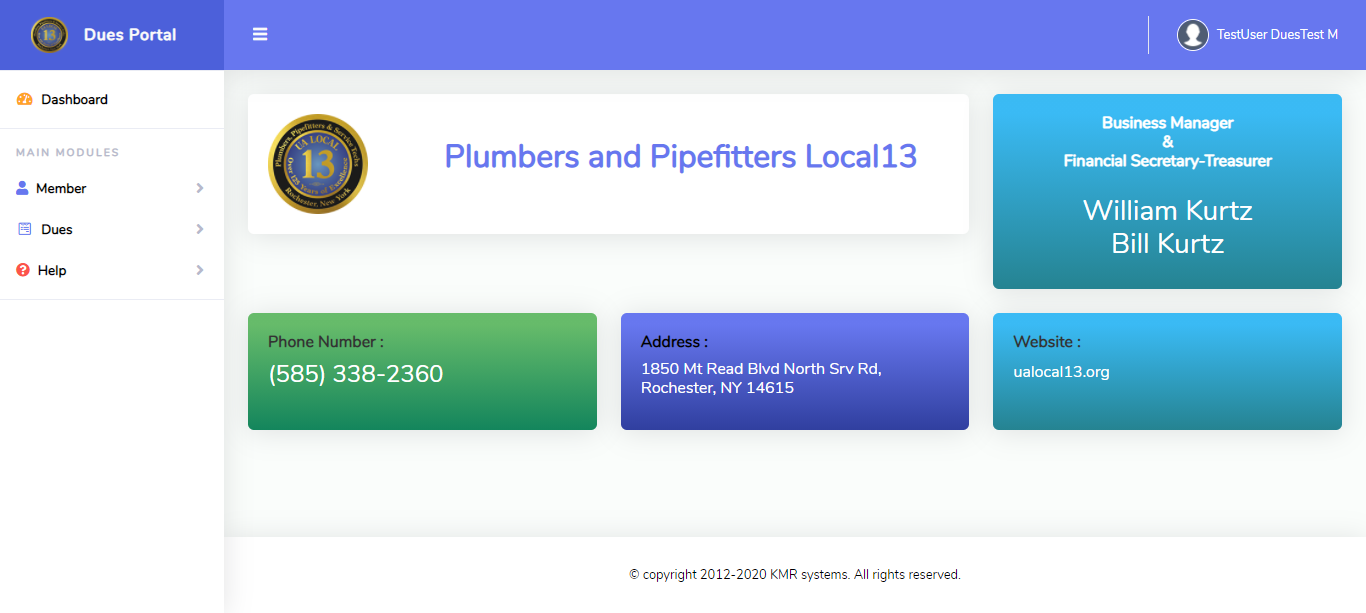 13
Dues Portal
TestUser DuesTest M
Dashboard
MAIN MODULES
Member
Dues
Help
Plumbers, Pipefitters & Service Techs
UA LOCAL
13
Over 125 Years of Excellence
Rochester, New York
Plumbers and Pipefitters Local13
Business Manager
&
Financial Secretary-Treasurer
William Kurtz
Bill Kurtz
Phone Number :
(585) 338-2360
Address :
1850 Mt Read Blvd North Srv Rd,
Rochester, NY 14615
Website :
ualocal13.org
© copyright 2012-2020 KMR systems. All rights reserved.